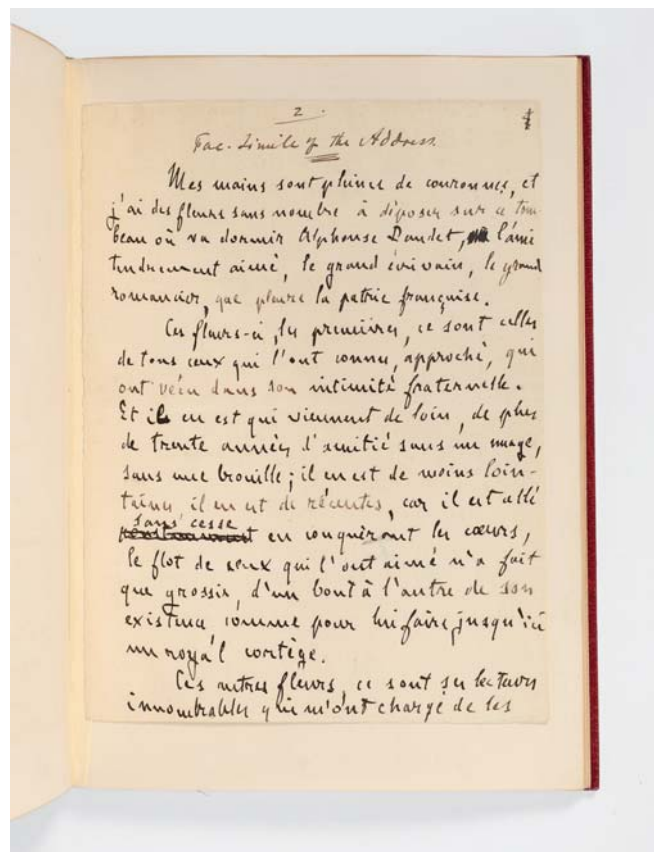 2.
Fac-Simile of the Address.
Mes mains sont pleines de couronnes, et
j'ai des fleurs sans nombre à déposer sur ce tom-
beau où va dormir Alphonse Daudet, l'ami
tendrement aimé, le grand écrivain, le grand
romancier, que pleure la patrie française.
Ces fleurs-ci, les premières, ce sont celles
de tous ceux qui l'ont connu, approché, qui
ont vécu dans son intimité fraternelle.
Et il en est qui viennent de loin, de plus
de trente années d'amitié sans un nuage,
sans une brouille; il en est de moins loin-
taines, il en est de récentes, car il est allé
sans cesse
en conquérant les cœurs,
le flot de ceux qui l'ont aimé n'a fait
que grossir, d'un bout à l'autre de son
existence, comme pour lui faire jusqu'ici
un royal cortège.
Ces autres fleurs, ce sont ses lecteurs
innombrables qui m'ont chargé de les